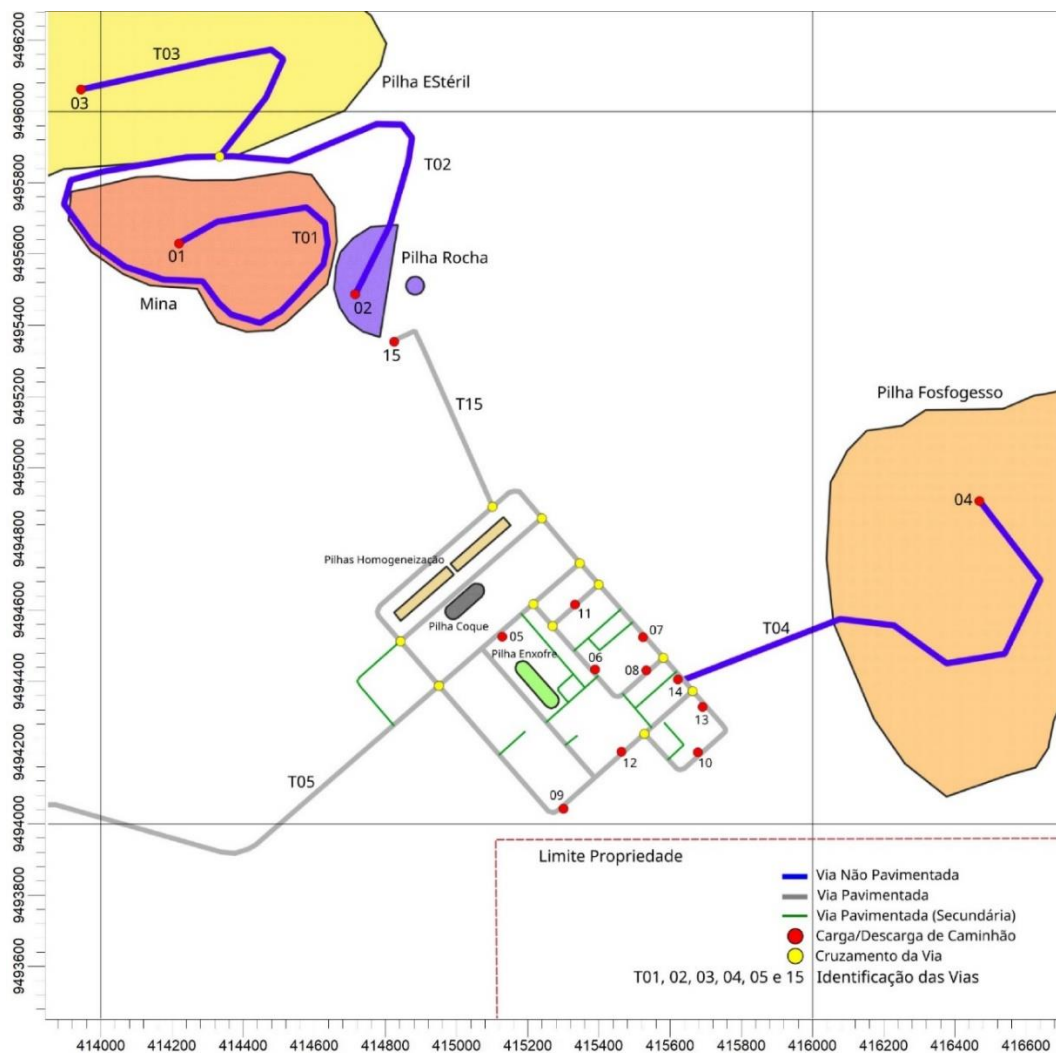 9496200
9496000
9495800
9495600
9495400
9495200
9495000
9494800
9494600
9494400
9494200
9494000
9493800
9493600
T03
03
Pilha EStéril
T02
T01
01
Mina
Pilha Rocha
02
15
T15
Pilha Fosfogesso
04
Pilhas Homogeneização
Pilha Coque
05
11
07
T04
Pilha Enxofre
06
08
14
13
T05
12
10
09
Limite Propriedade
Via Não Pavimentada
Via Pavimentada
Via Pavimentada (Secundária)
Carga/Descarga de Caminhão
Cruzamento da Via
T01, 02, 03, 04, 05 e 15 Identificação das Vias
414000 414200 414400 414600 414800 415000 415200 415400 415600 415800 416000 416200 416400 416600